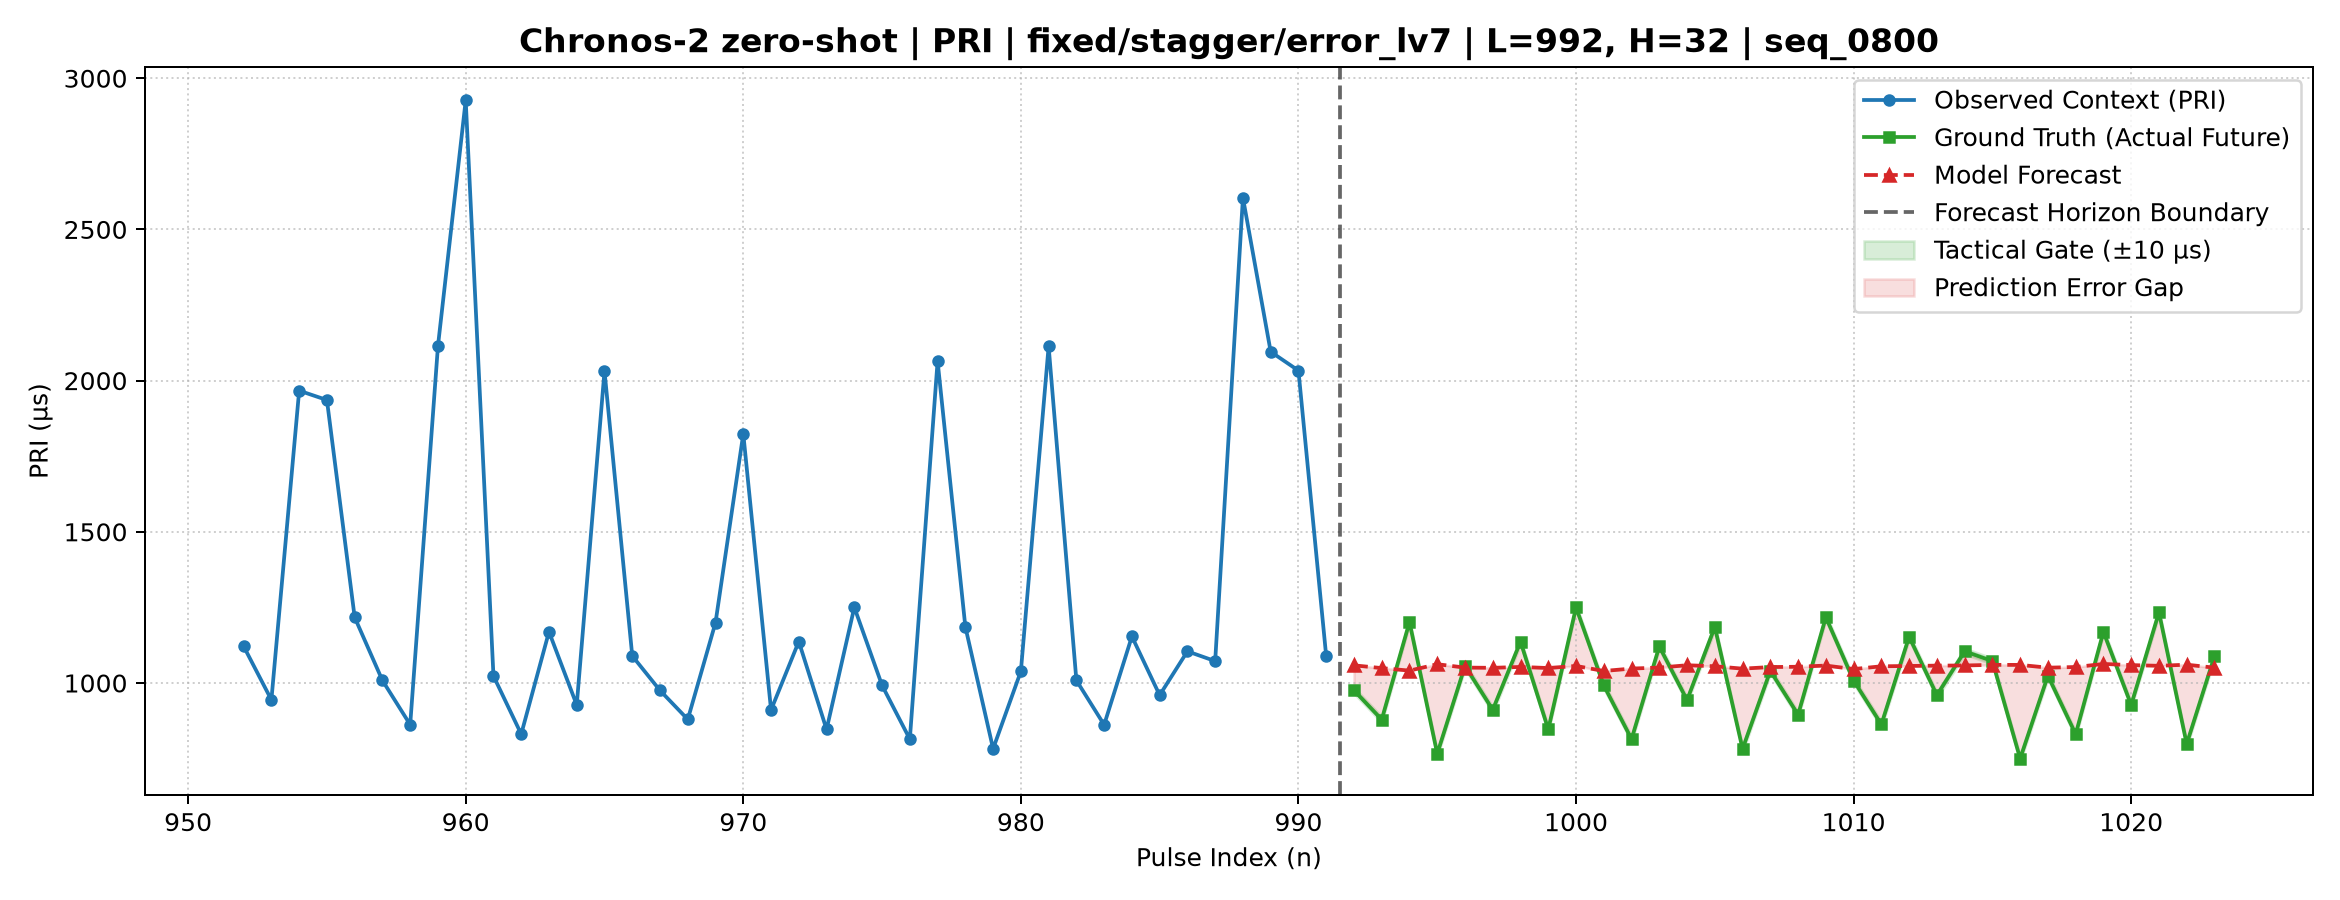 Chronos-2 zero-shot | PRI | fixed/stagger/error_lv7 | L=992, H=32 | seq_0800
3000
2500
2000
1500
1000
PRI (µs)
Observed Context (PRI)
Ground Truth (Actual Future)
Model Forecast
Forecast Horizon Boundary
Tactical Gate (±10 µs)
Prediction Error Gap
950 960 970 980 990 1000 1010 1020
Pulse Index (n)